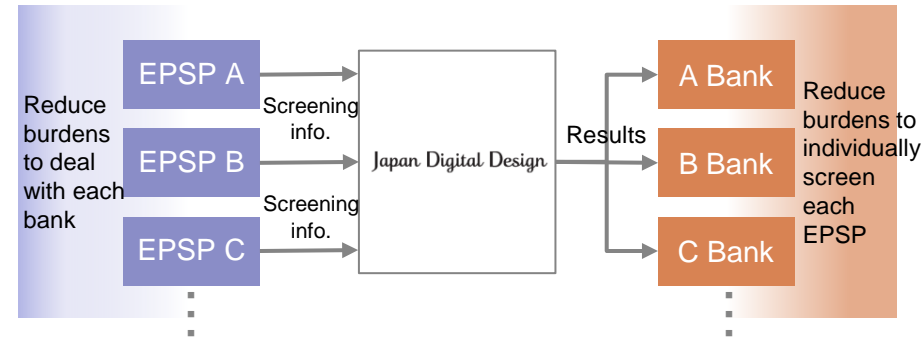 Reduce
burdens
to deal
with each
bank
EPSP A
EPSP B
EPSP C
Screening
info.
Screening
info.
Japan Digital Design
Results
A Bank
B Bank
C Bank
Reduce
burdens to
individually
screen
each
EPSP